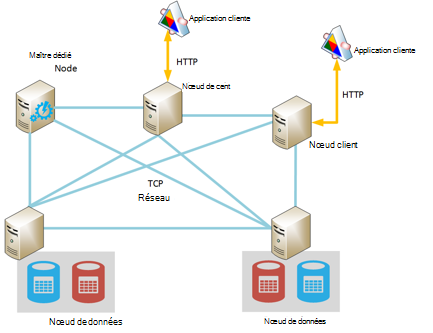 Application cliente
Application cliente
HTTP
Maître dédié
Node
Nœud de cent
HTTP
Nœud client
TCP
Réseau
Nœud de données
Nœud de données